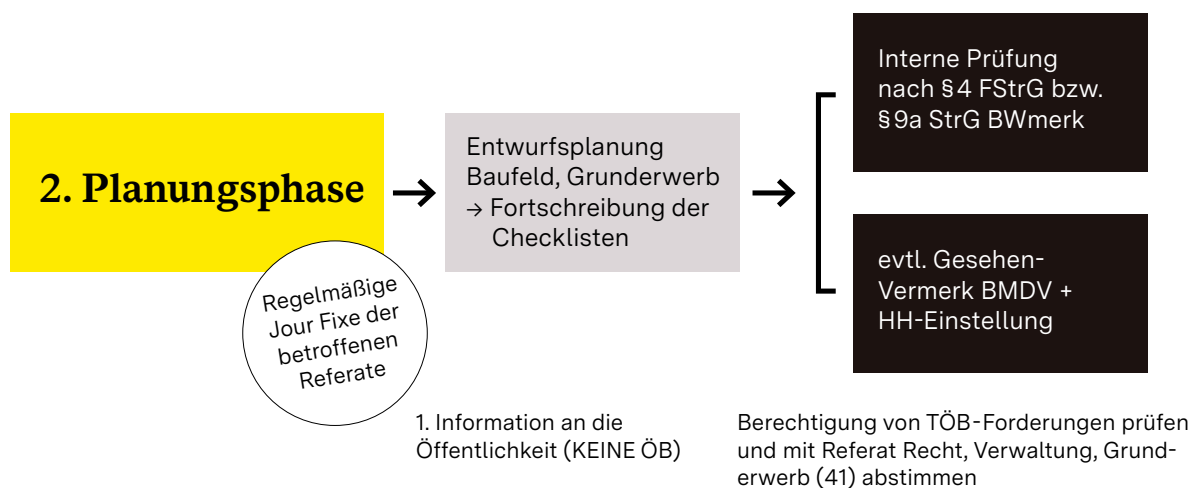 2. Planungsphase
Regelmäßige
Jour Fixe der
betroffenen
Referate
Entwurfsplanung
Baufeld, Grunderwerb
→ Fortschreibung der
Checklisten
Interne Prüfung
nach § 4 FStrG bzw.
§ 9a StrG BWmerk
evtl. Gesehen-
Vermerk BMDV +
HH-Einstellung
1. Information an die
Öffentlichkeit (KEINE ÖB)
Berechtigung von TÖB-Forderungen prüfen
und mit Referat Recht, Verwaltung, Grund-
erwerb (41) abstimmen